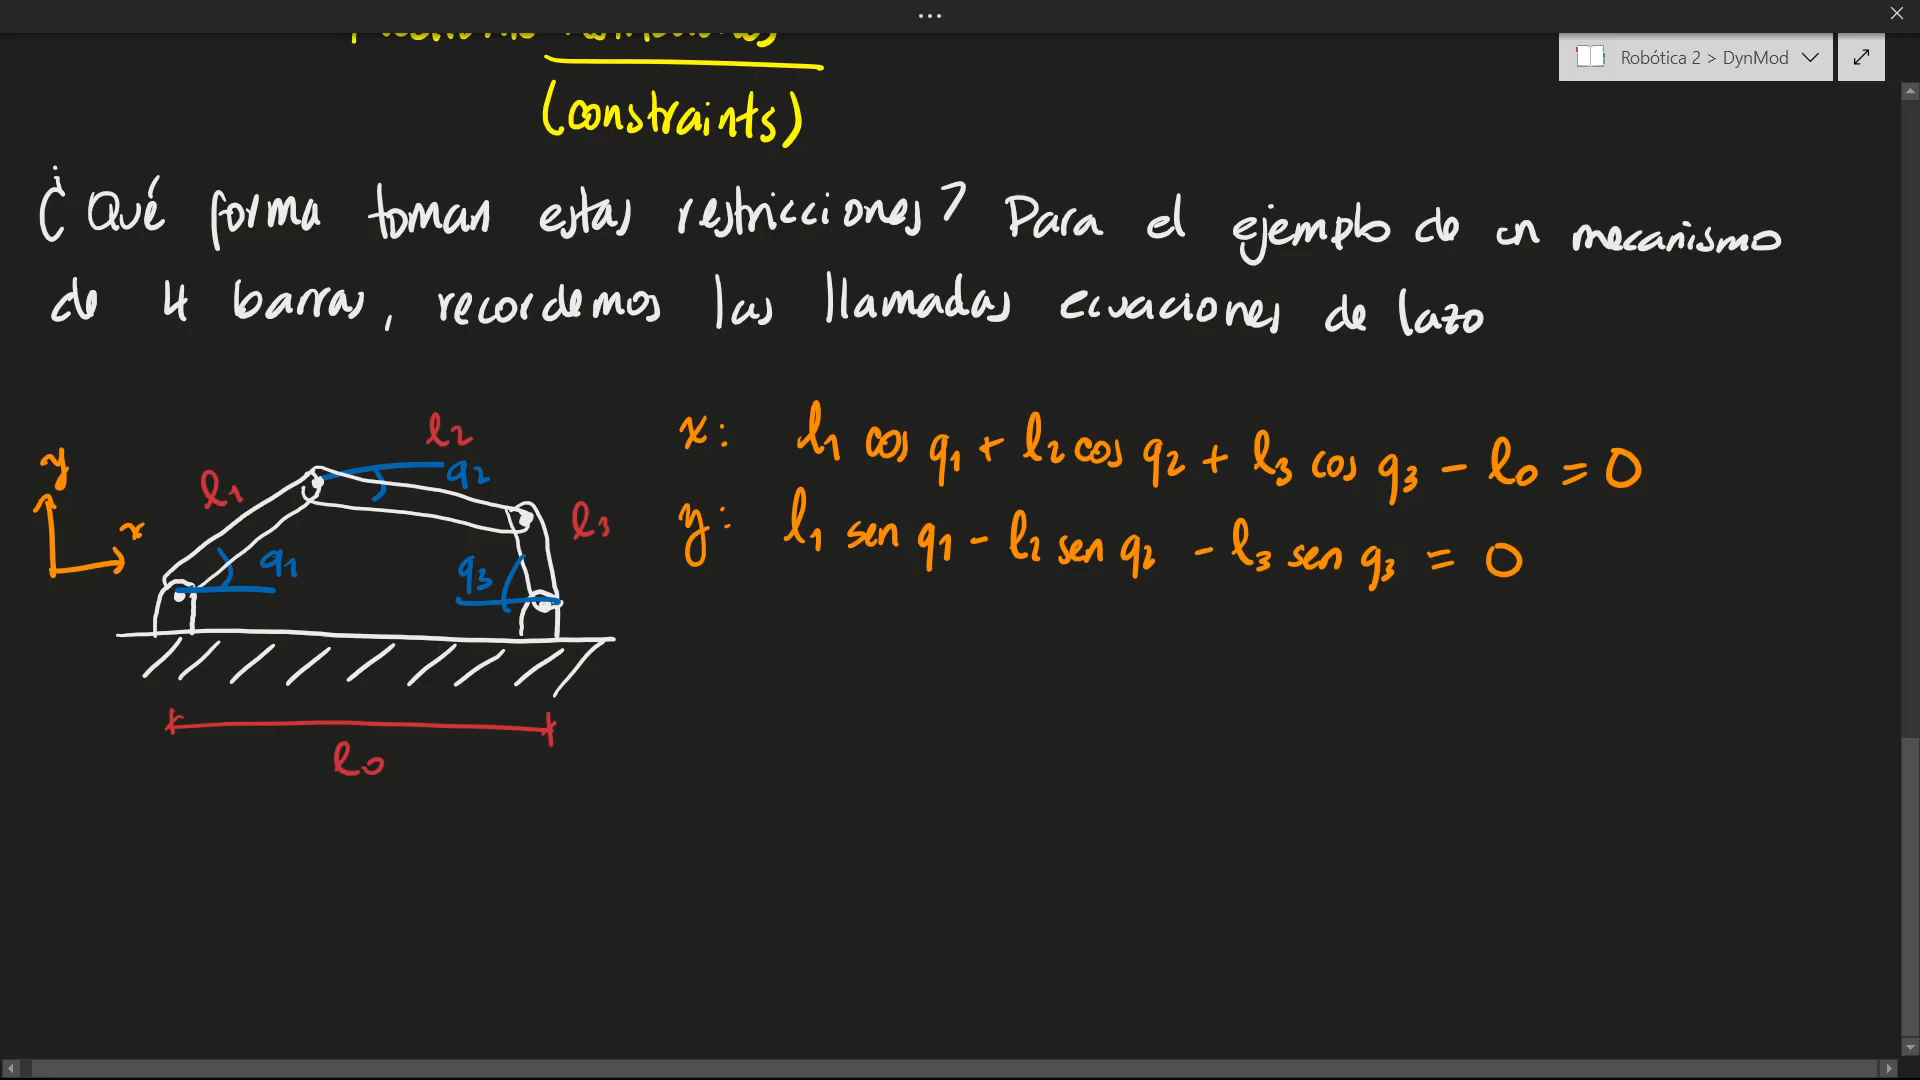 Robótica 2 > DynMod
(constraints)
¿Qué forma toman estas restricciones? Para el ejemplo de un mecanismo
de 4 barras, recordemos las llamadas ecuaciones de lazo
x: l1 cos q1 + l2 cos q2 + l3 cos q3 - l0 = 0
y: l1 sen q1 - l2 sen q2 - l3 sen q3 = 0
y
x
l1
l2
q2
l3
q1
q3
l0